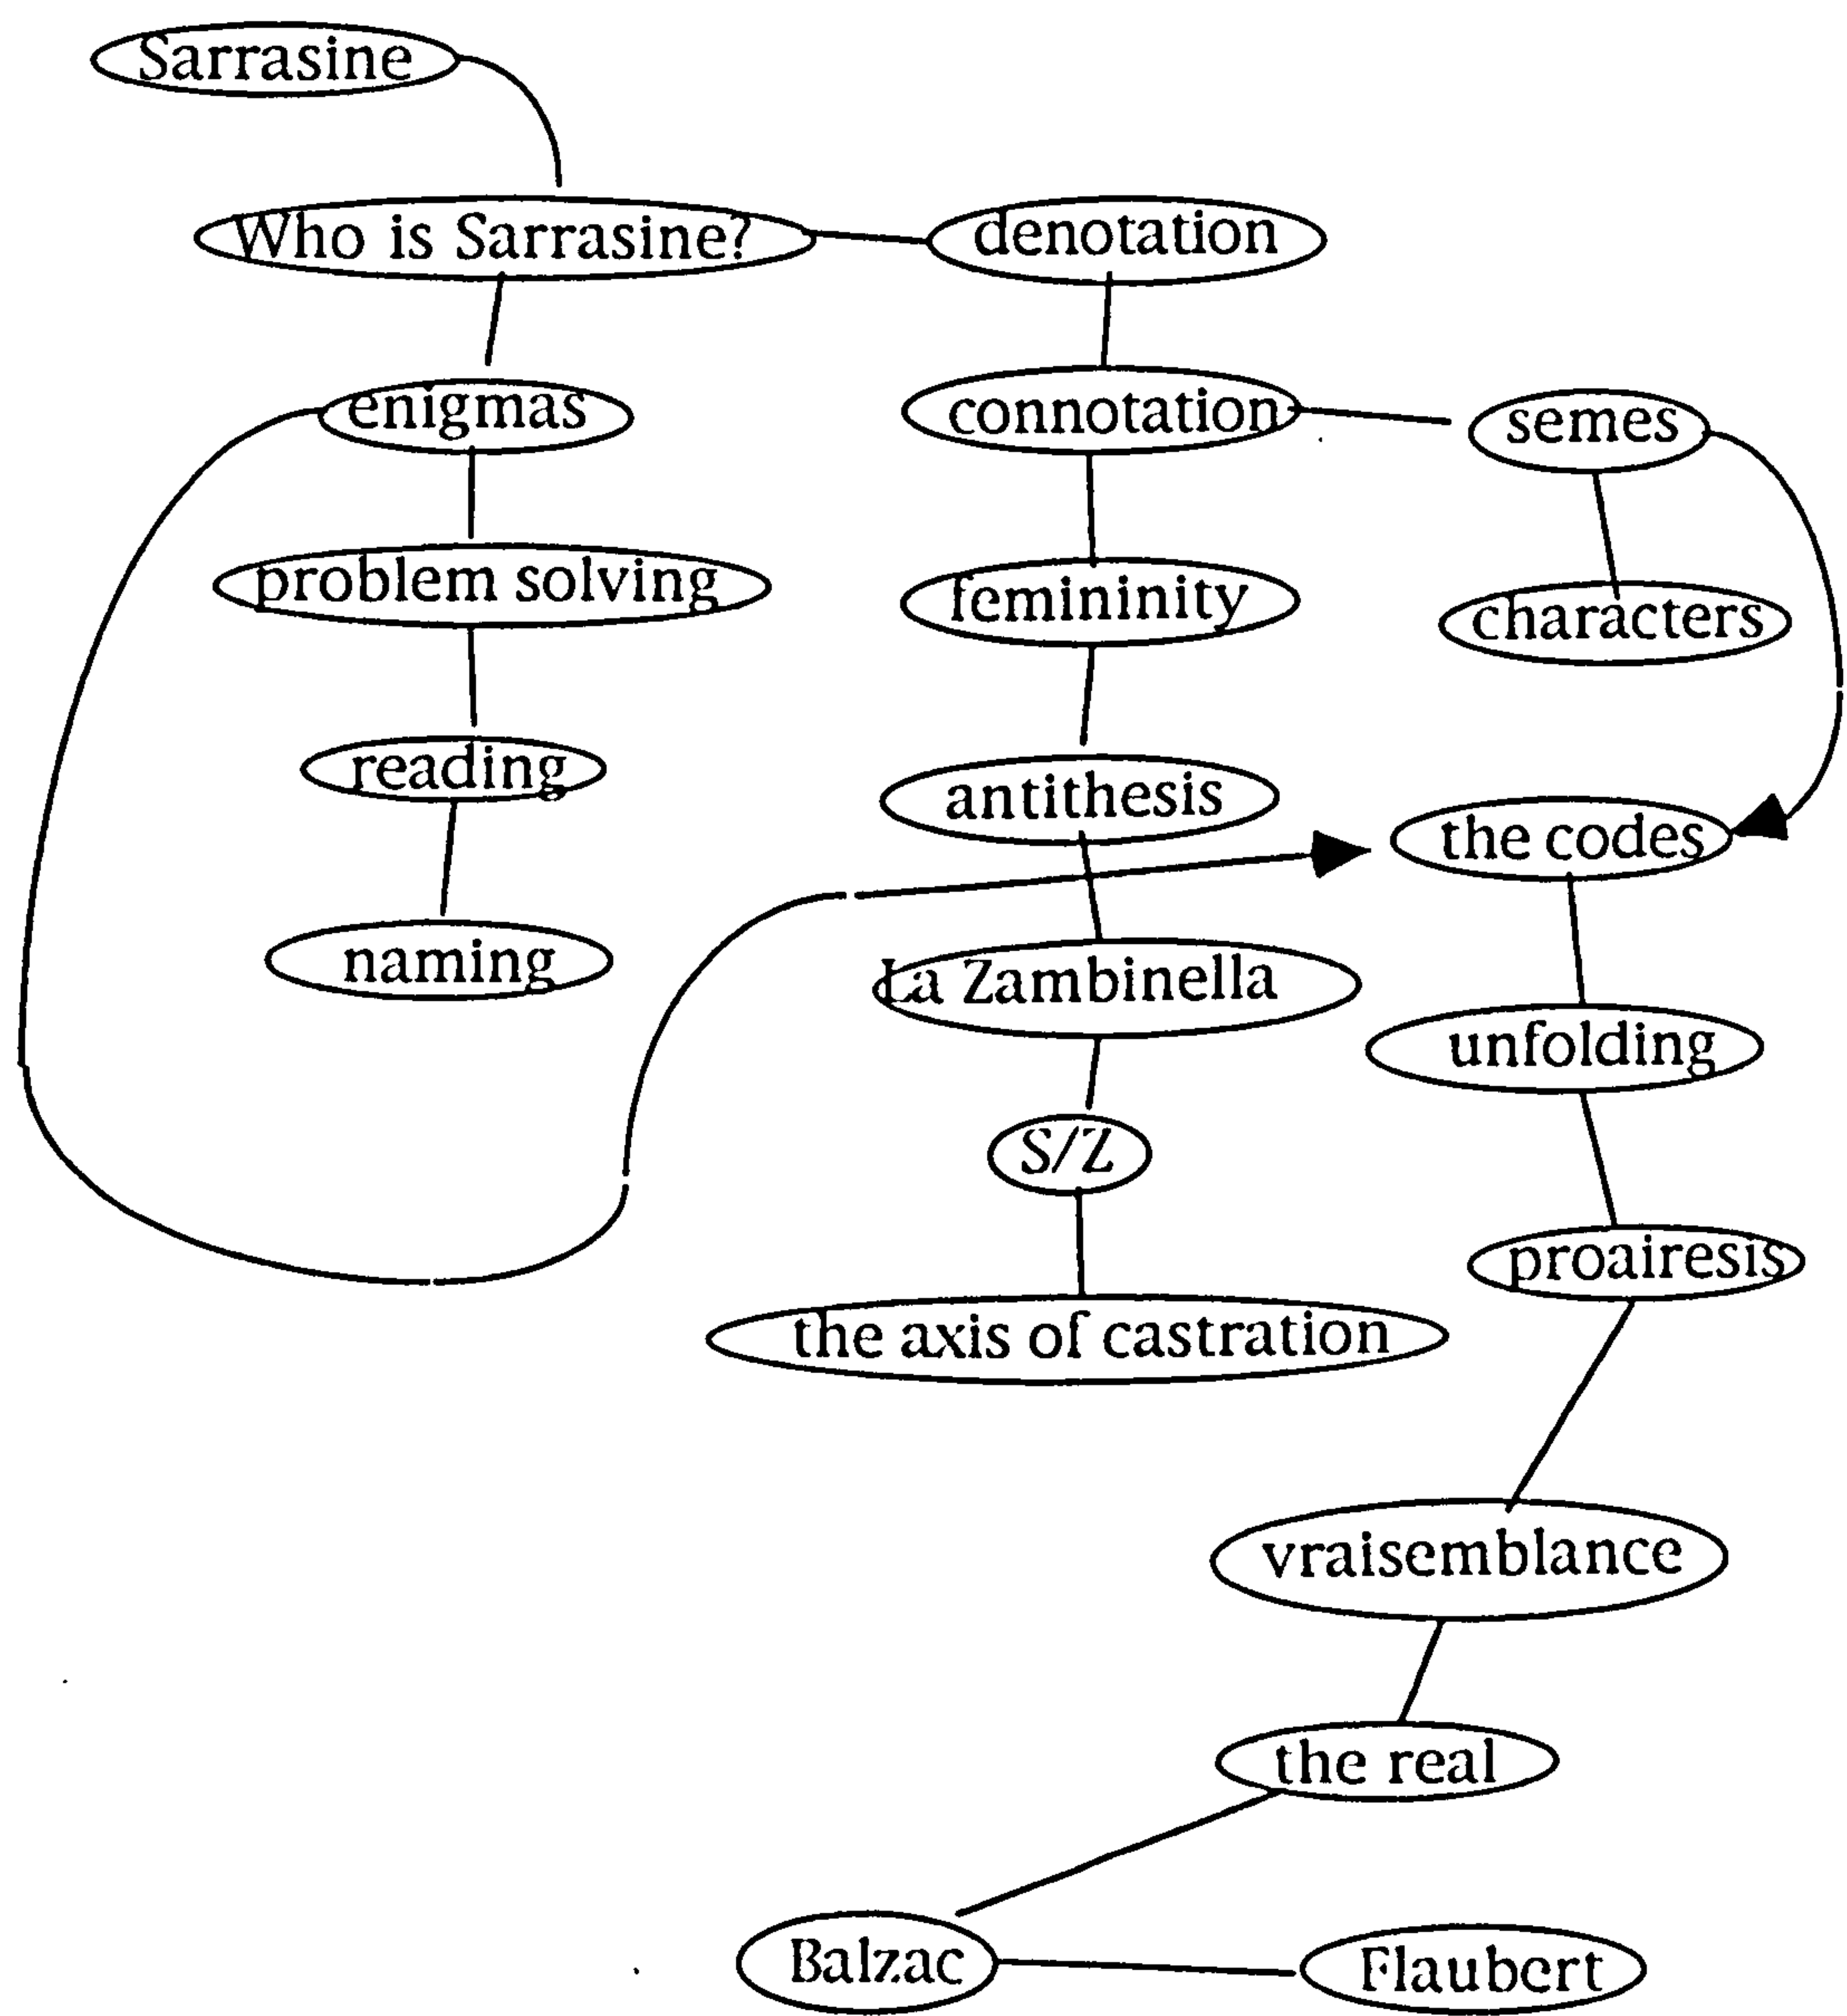 Sarrasine
Who is Sarrasine?
denotation
enigmas
connotation
semes
problem solving
femininity
characters
reading
antithesis
the codes
naming
La Zambinella
unfolding
S/Z
proairesis
the axis of castration
vraisemblance
the real
Balzac
Flaubert